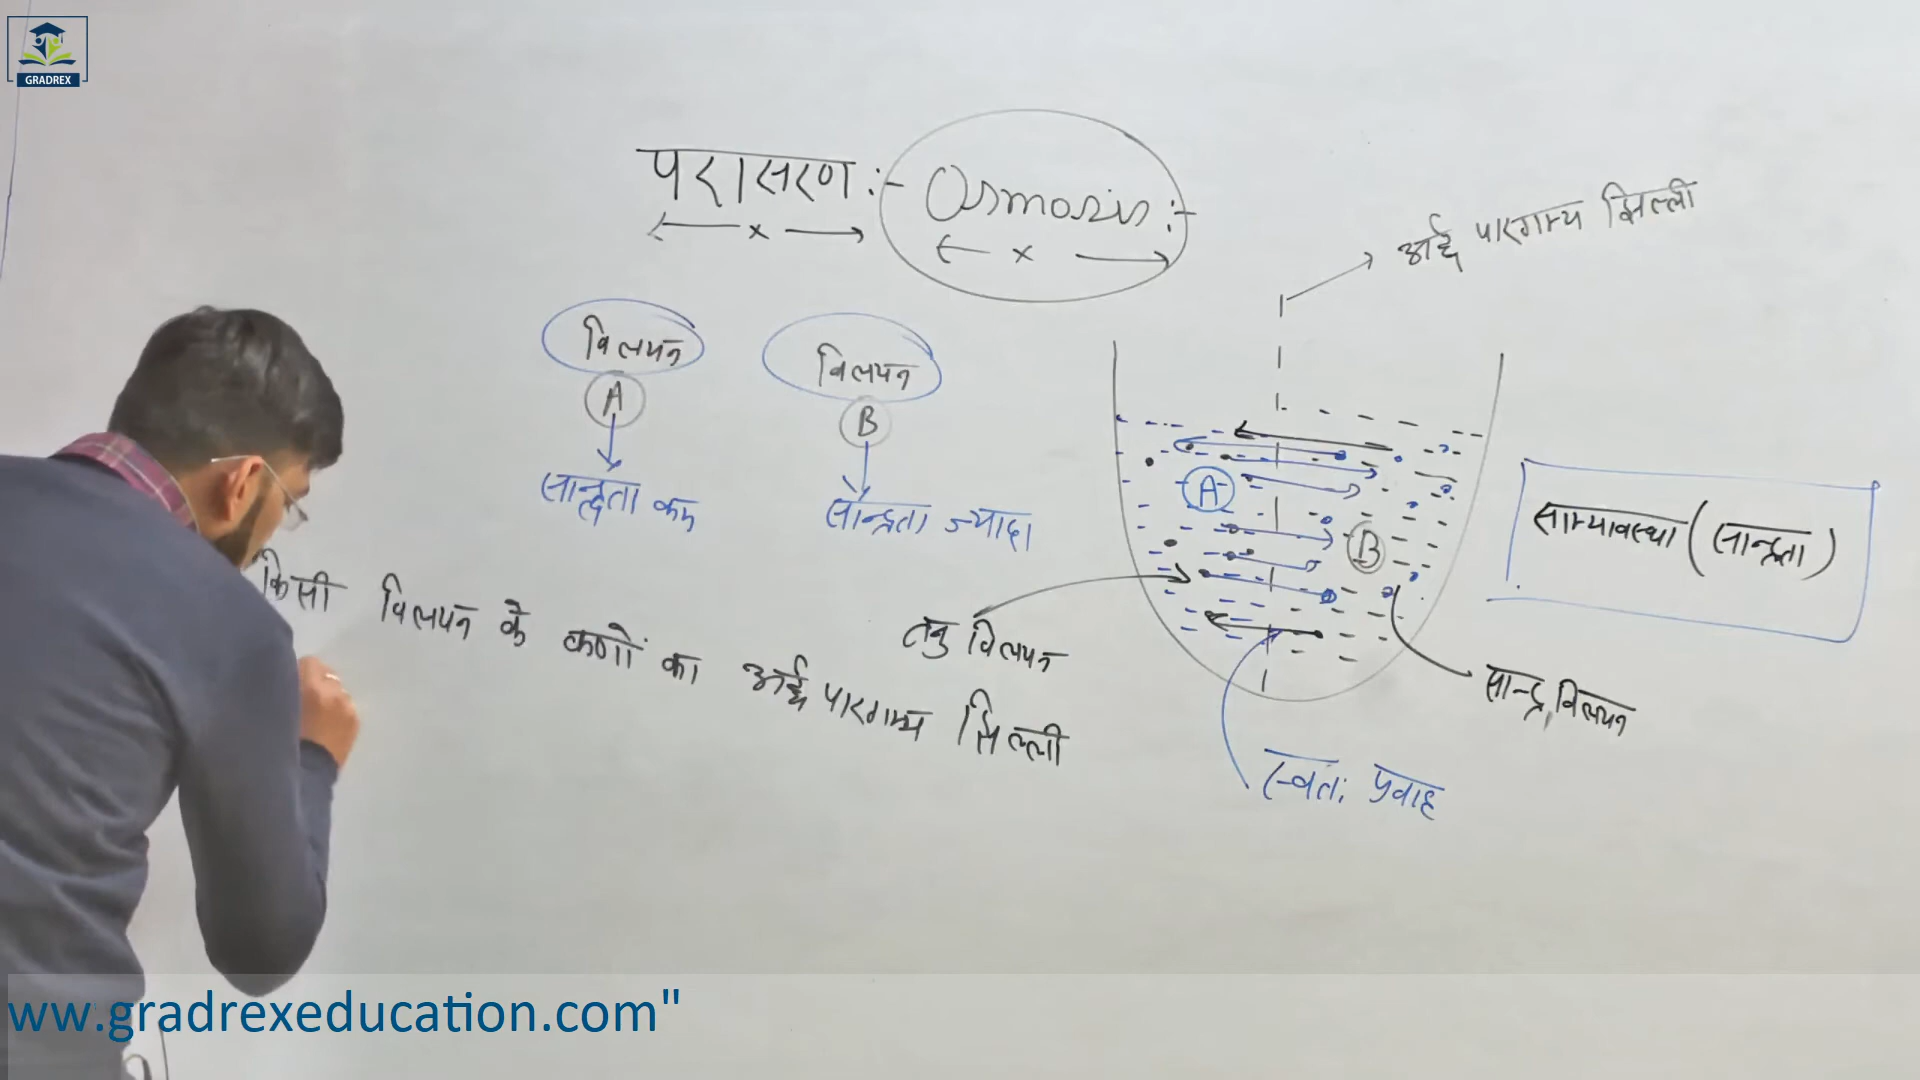 GRADREX
परासरण :- Osmosis :-
अर्द्ध पारगम्य झिल्ली
विलयन
A
विलयन
B
सान्द्रता कम
सान्द्रता ज्यादा
A
B
साम्यावस्था (सान्द्रता)
किसी विलयन के कणों का अर्ध पारगम्य झिल्ली
तनु विलयन
सान्द्र विलयन
स्वतः प्रवाह
ww.gradrexeducation.com"